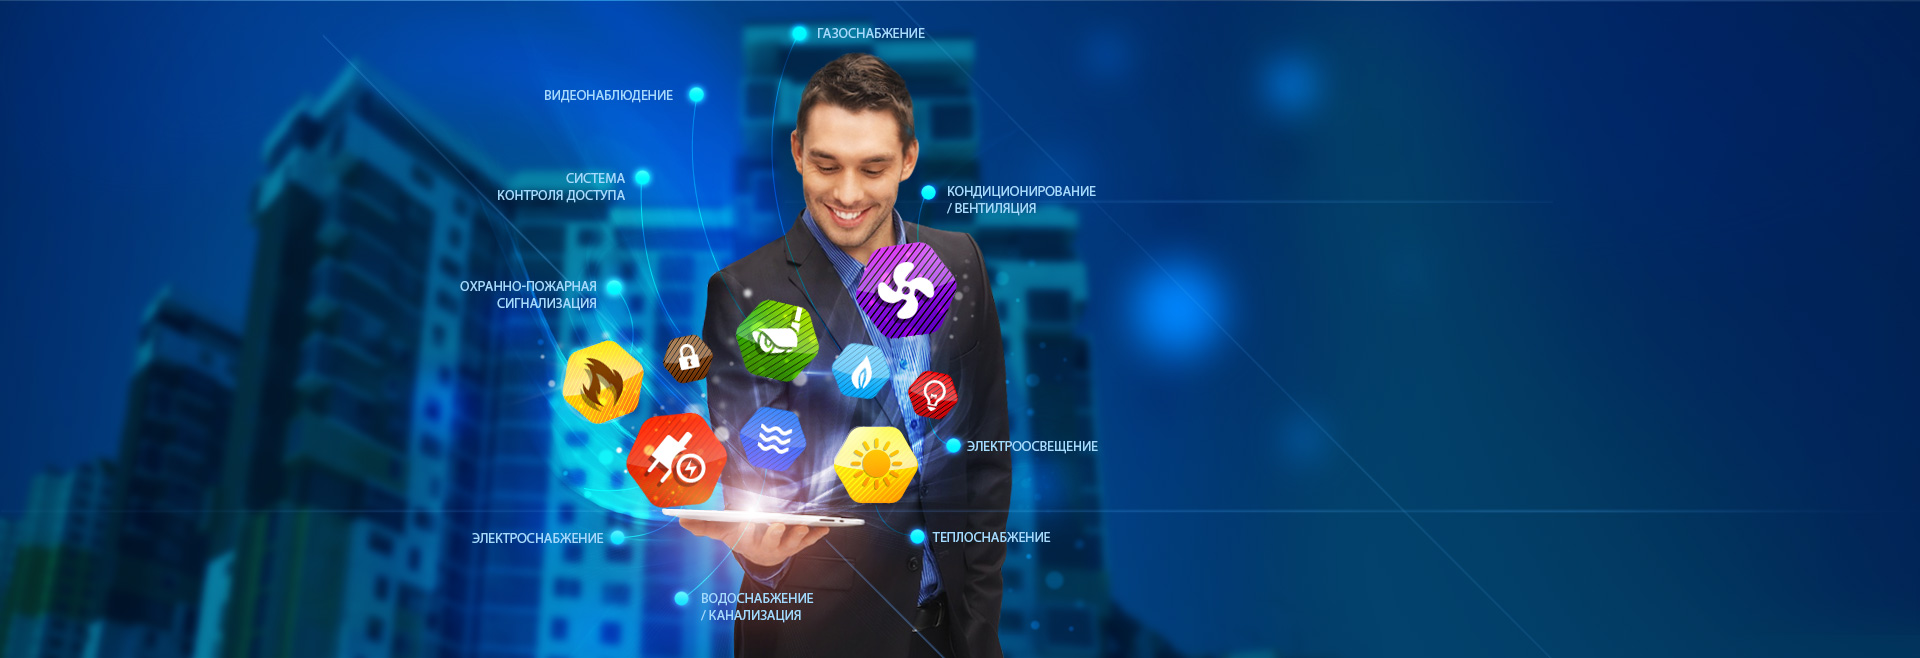 ГАЗОСНАБЖЕНИЕ
ВИДЕОНАБЛЮДЕНИЕ
СИСТЕМА
КОНТРОЛЯ ДОСТУПА
КОНДИЦИОНИРОВАНИЕ
/ ВЕНТИЛЯЦИЯ
ОХРАННО-ПОЖАРНАЯ
СИГНАЛИЗАЦИЯ
ЭЛЕКТРООСВЕЩЕНИЕ
ЭЛЕКТРОСНАБЖЕНИЕ
ТЕПЛОСНАБЖЕНИЕ
ВОДОСНАБЖЕНИЕ
/ КАНАЛИЗАЦИЯ